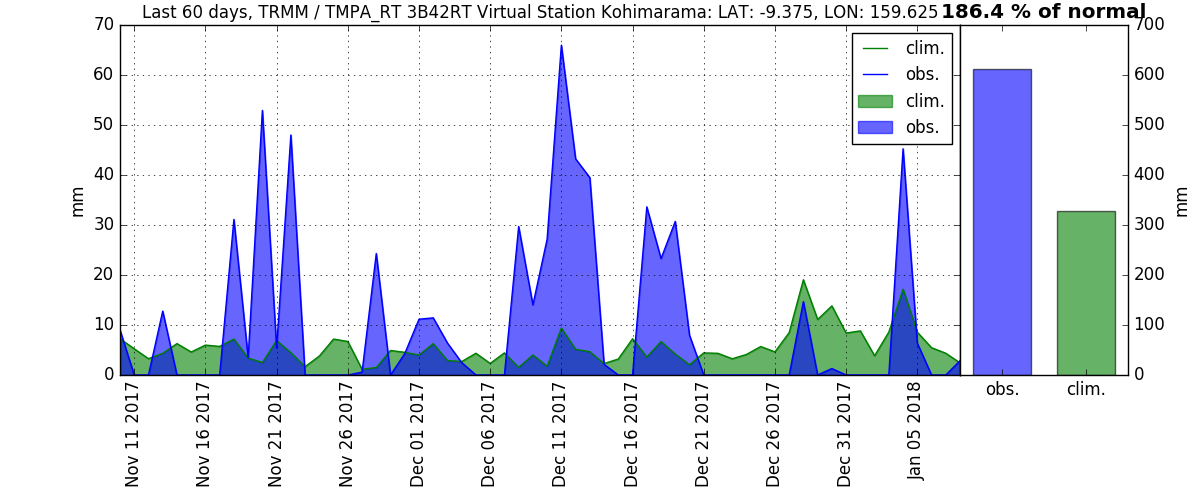 Last 60 days, TRMM / TMPA_RT 3B42RT Virtual Station Kohimarama: LAT: -9.375, LON: 159.625
186.4 % of normal
clim.
obs.
clim.
obs.
mm
70
60
50
40
30
20
10
0
Nov 11 2017
Nov 16 2017
Nov 21 2017
Nov 26 2017
Dec 01 2017
Dec 06 2017
Dec 11 2017
Dec 16 2017
Dec 21 2017
Dec 26 2017
Dec 31 2017
Jan 05 2018
700
600
500
400
300
200
100
0
mm
obs.
clim.